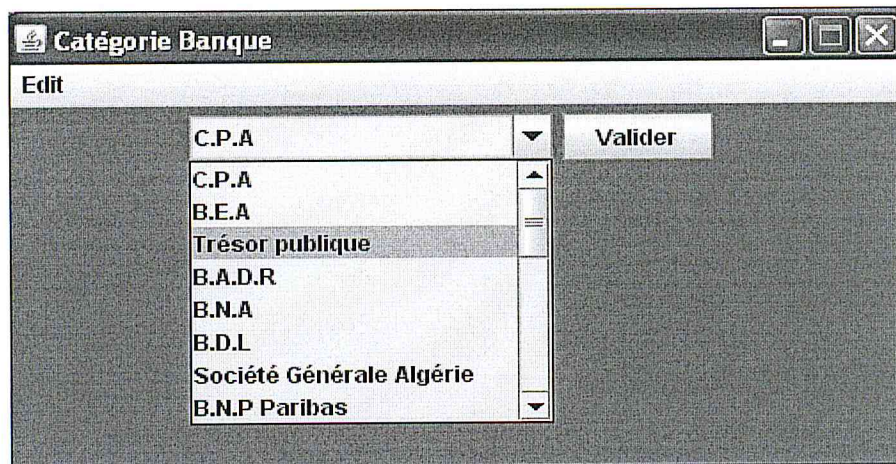 Catégorie Banque
Edit
C.P.A
Valider
C.P.A
B.E.A
Trésor publique
B.A.D.R
B.N.A
B.D.L
Société Générale Algérie
B.N.P Paribas